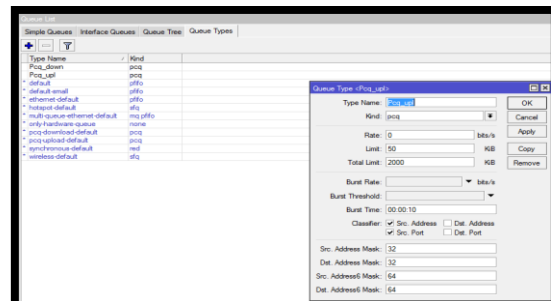 Queue List
Simple Queues Interface Queues Queue Tree Queue Types
Type Name Kind
Pcq_down pcq
Pcq_upl pcq
* default pfifo
* default-small pfifo
* ethernet-default pfifo
* hotspot-default sfq
* multi-queue-ethernet-default mq pfifo
* only-hardware-queue none
* pcq-download-default pcq
* pcq-upload-default pcq
* synchronous-default red
* wireless-default sfq
Queue Type <Pcq_upl>
Type Name: Pcq_upl OK
Kind: pcq Cancel
Apply
Rate: 0 bits/s
Limit: 50 KiB Copy
Total Limit: 2000 KiB Remove
Burst Rate: bits/s
Burst Threshold:
Burst Time: 00:00:10
Classifier: Src. Address Dst. Address
Src. Port Dst. Port
Src. Address Mask: 32
Dst. Address Mask: 32
Src. Address6 Mask: 64
Dst. Address6 Mask: 64